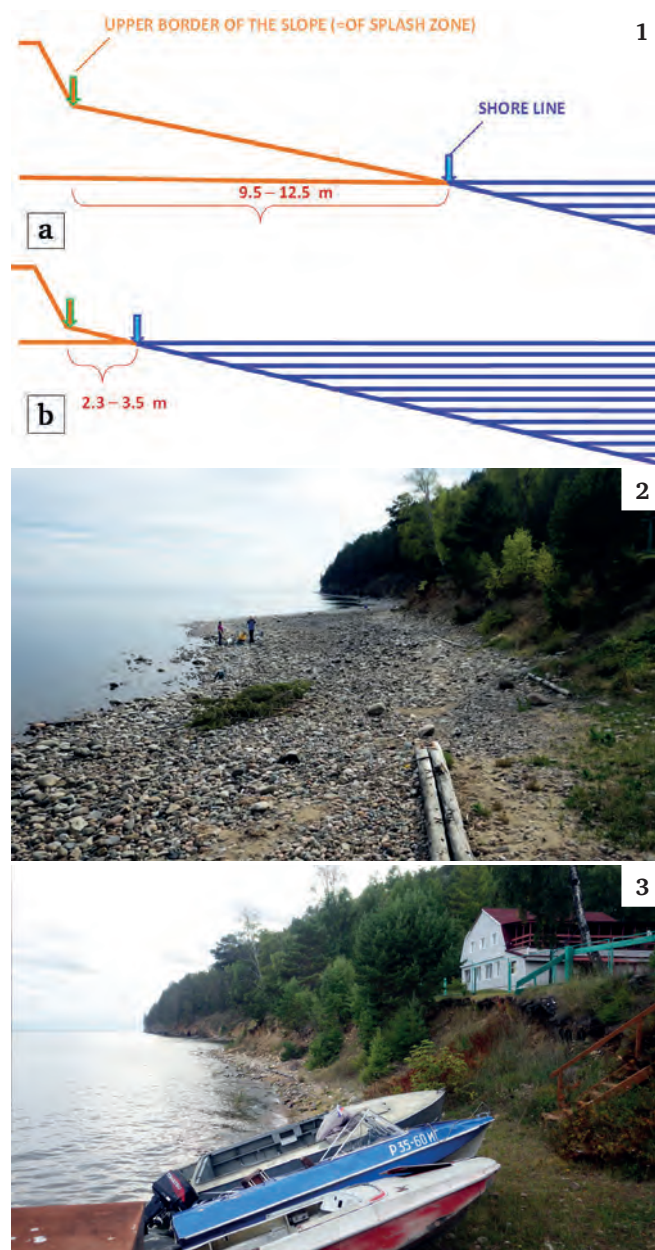 UPPER BORDER OF THE SLOPE (=OF SPLASH ZONE)
1
SHORE LINE
9.5 – 12.5 m
a
2.3 – 3.5 m
b
2
3
Р 35-60 ИГ